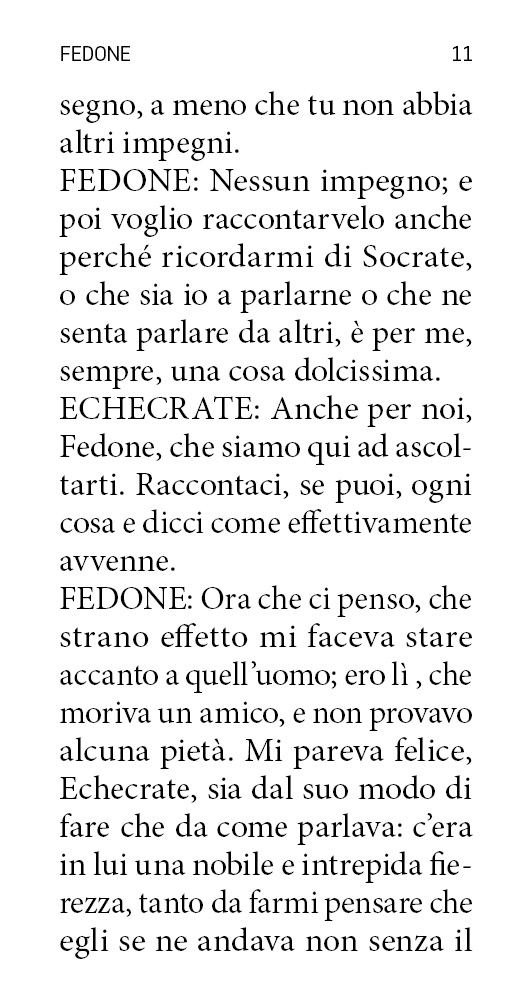 FEDONE 11
segno, a meno che tu non abbia
altri impegni.
FEDONE: Nessun impegno; e
poi voglio raccontarvelo anche
perché ricordarmi di Socrate,
o che sia io a parlarne o che ne
senta parlare da altri, è per me,
sempre, una cosa dolcissima.
ECHECRATE: Anche per noi,
Fedone, che siamo qui ad ascol-
tarti. Raccontaci, se puoi, ogni
cosa e dicci come effettivamente
avvenne.
FEDONE: Ora che ci penso, che
strano effetto mi faceva stare
accanto a quell’uomo; ero lì , che
moriva un amico, e non provavo
alcuna pietà. Mi pareva felice,
Echecrate, sia dal suo modo di
fare che da come parlava: c’era
in lui una nobile e intrepida fie-
rezza, tanto da farmi pensare che
egli se ne andava non senza il